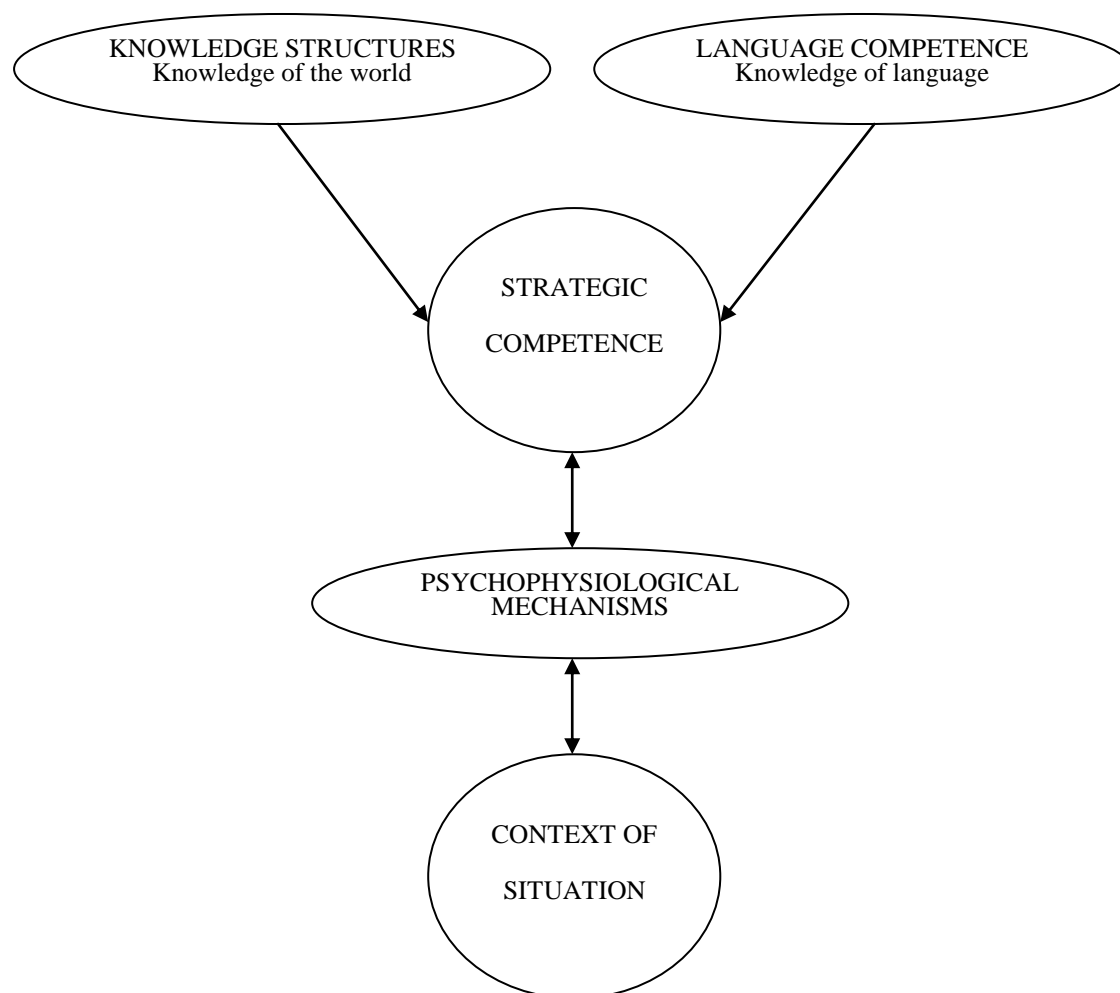 KNOWLEDGE STRUCTURES
Knowledge of the world
LANGUAGE COMPETENCE
Knowledge of language
STRATEGIC
COMPETENCE
PSYCHOPHYSIOLOGICAL
MECHANISMS
CONTEXT OF
SITUATION